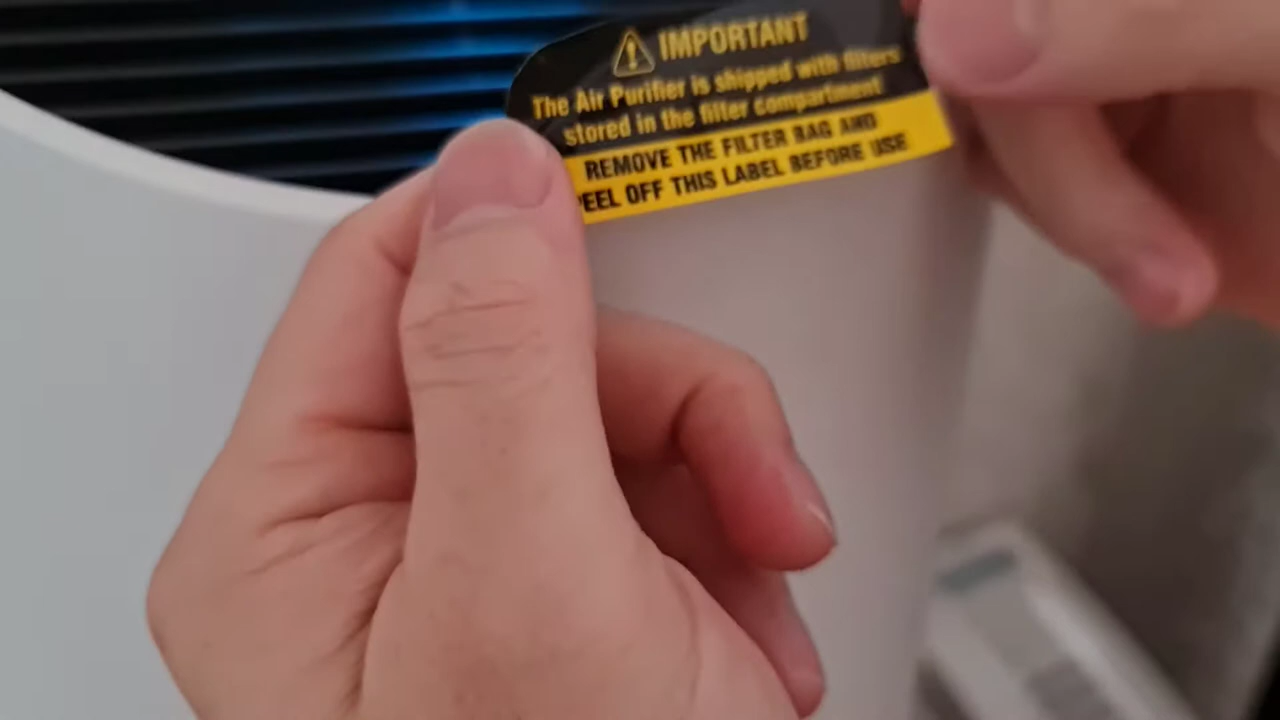 IMPORTANT
The Air Purifier is shipped with filters
stored in the filter compartment
REMOVE THE FILTER BAG AND
PEEL OFF THIS LABEL BEFORE USE